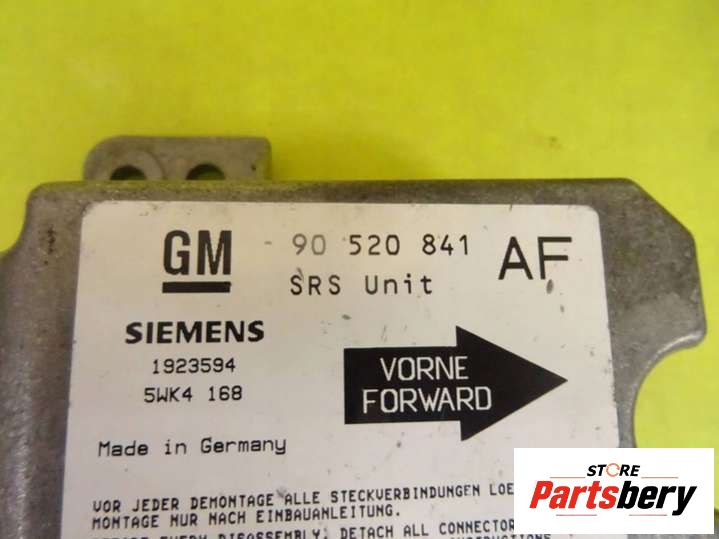 GM
90 520 841 AF
SRS Unit
SIEMENS
1923594
5WK4 168
VORNE
FORWARD
Made in Germany
VOR JEDER DEMONTAGE ALLE STECKVERBINDUNGEN
MONTAGE NUR NACH EINBAUANLEITUNG.
DISASSEMBLY, DETACH ALL
STORE
Partsbery